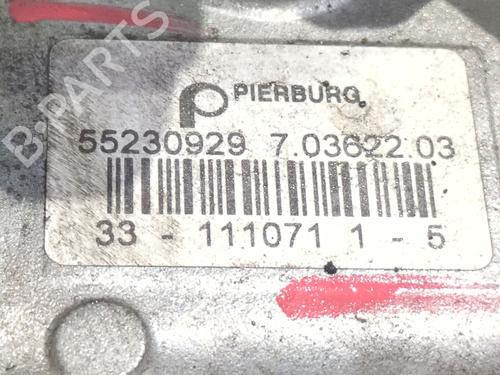 B-PARTS
PIERBURG
55230929 7.03622.03
33 - 111071 1 - 5